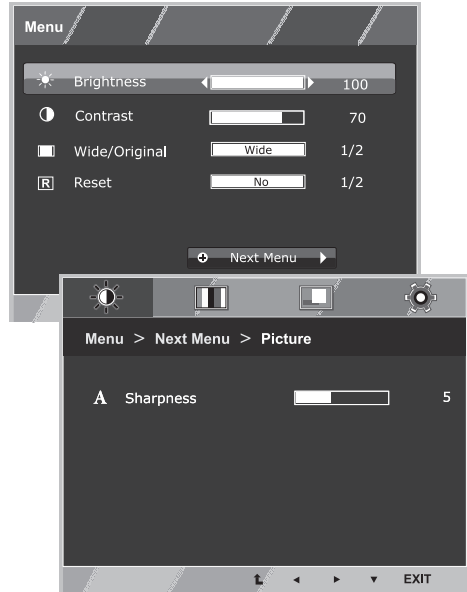 Menu
Brightness 100
Contrast 70
Wide/Original Wide 1/2
R Reset No 1/2
Next Menu
Menu > Next Menu > Picture
A Sharpness 5
EXIT